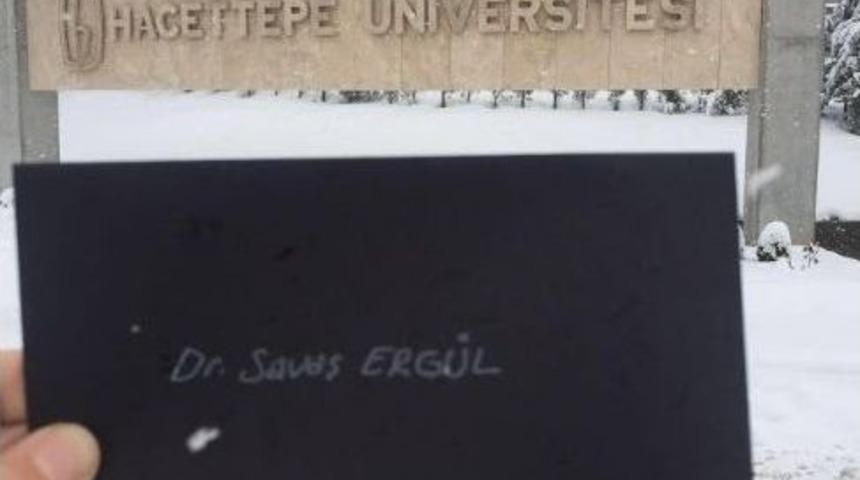 HACETTEPE ÜNİVERSİTESİ
Dr. Savaş ERGÜL